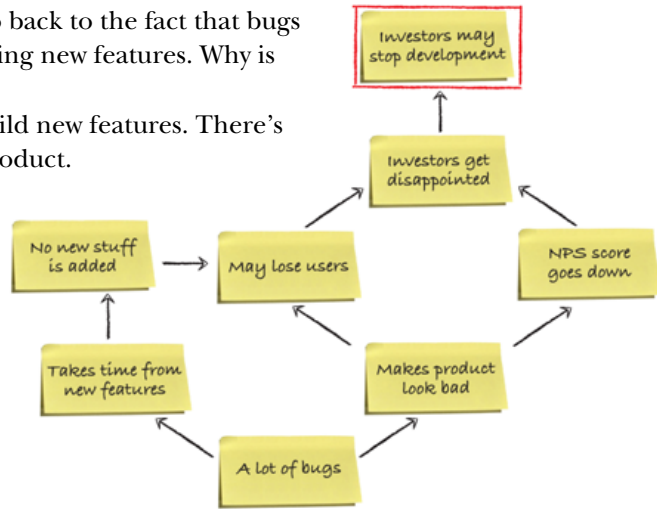 back to the fact that bugs
ing new features. Why is
ild new features. There's
oduct.
Investors may
stop development
Investors get
disappointed
No new stuff
is added
May lose users
NPS score
goes down
Takes time from
new features
Makes product
look bad
A lot of bugs